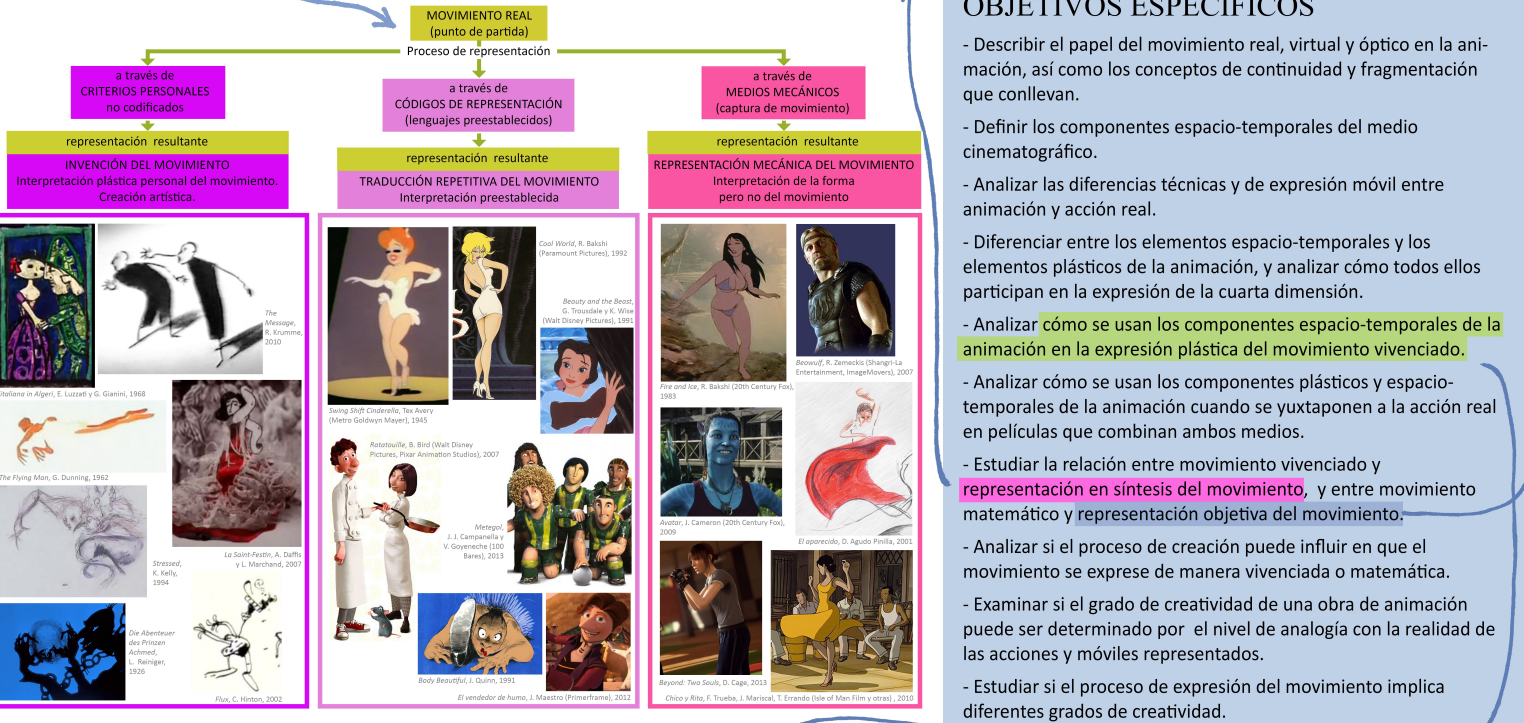 MOVIMIENTO REAL
(punto de partida)
Proceso de representación
a través de
CRITERIOS PERSONALES
no codificados
representación resultante
INVENCIÓN DEL MOVIMIENTO
Interpretación plástica personal del movimiento.
Creación artística.
a través de
CÓDIGOS DE REPRESENTACIÓN
(lenguajes preestablecidos)
representación resultante
TRADUCCIÓN REPETITIVA DEL MOVIMIENTO
Interpretación preestablecida
a través de
MEDIOS MECÁNICOS
(captura de movimiento)
representación resultante
REPRESENTACIÓN MECÁNICA DEL MOVIMIENTO
Interpretación de la forma
pero no del movimiento
The
Message,
R. Krumme,
2010
italiana in Algeri, E. Luzzati y G. Gianini, 1968
The Flying Man, G. Dunning, 1962
La Saint-Festin, A. Daffis
y L. Marchand, 2007
Stressed,
K. Kelly,
1994
Die Abenteuer
des Prinzen
Achmed,
L. Reiniger,
1926
Flux, C. Hinton, 2002
Cool World, R. Bakshi
(Paramount Pictures), 1992
Beauty and the Beast,
G. Trousdale y K. Wise
(Walt Disney Pictures), 1991
Swing Shift Cinderella, Tex Avery
(Metro Goldwyn Mayer), 1945
Ratatouille, B. Bird (Walt Disney
Pictures, Pixar Animation Studios), 2007
Metegol,
J. J. Campanella y
V. Goyeneche (100
Bares), 2013
Body Beautiful, J. Quinn, 1991
El vendedor de humo, J. Maestro (Primerframe), 2012
Beowulf, R. Zemeckis (Shangri-La
Entertainment, ImageMovers), 2007
Fire and Ice, R. Bakshi (20th Century Fox),
1983
Avatar, J. Cameron (20th Century Fox),
2009
El aparecido, D. Agudo Pinilla, 2001
Beyond: Two Souls, D. Cage, 2013
Chico y Rita, F. Trueba, J. Mariscal, T. Errando (Isle of Man Film y otras) , 2010
OBJETIVOS ESPECÍFICOS
- Describir el papel del movimiento real, virtual y óptico en la ani-
mación, así como los conceptos de continuidad y fragmentación
que conllevan.
- Definir los componentes espacio-temporales del medio
cinematográfico.
- Analizar las diferencias técnicas y de expresión móvil entre
animación y acción real.
- Diferenciar entre los elementos espacio-temporales y los
elementos plásticos de la animación, y analizar cómo todos ellos
participan en la expresión de la cuarta dimensión.
- Analizar cómo se usan los componentes espacio-temporales de la
animación en la expresión plástica del movimiento vivenciado.
- Analizar cómo se usan los componentes plásticos y espacio-
temporales de la animación cuando se yuxtaponen a la acción real
en películas que combinan ambos medios.
- Estudiar la relación entre movimiento vivenciado y
representación en síntesis del movimiento, y entre movimiento
matemático y representación objetiva del movimiento.
- Analizar si el proceso de creación puede influir en que el
movimiento se exprese de manera vivenciada o matemática.
- Examinar si el grado de creatividad de una obra de animación
puede ser determinado por el nivel de analogía con la realidad de
las acciones y móviles representados.
- Estudiar si el proceso de expresión del movimiento implica
diferentes grados de creatividad.